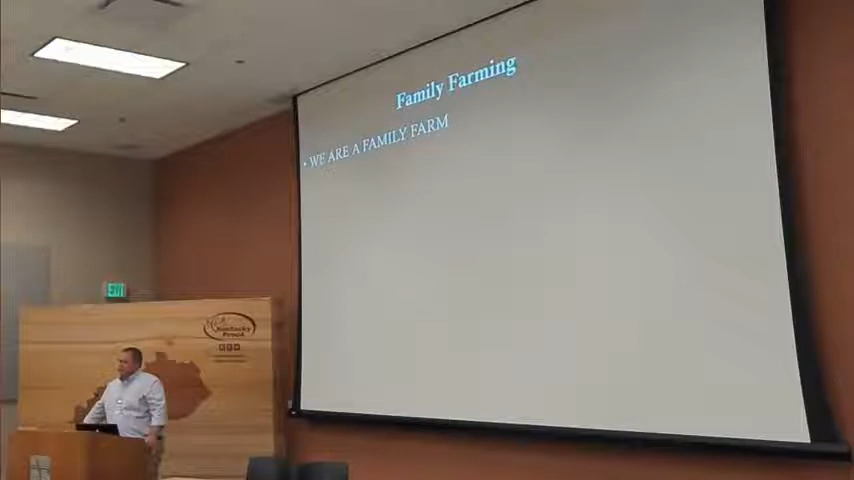 Family Farming
• WE ARE A FAMILY FARM
EXIT
Kentucky
Proud